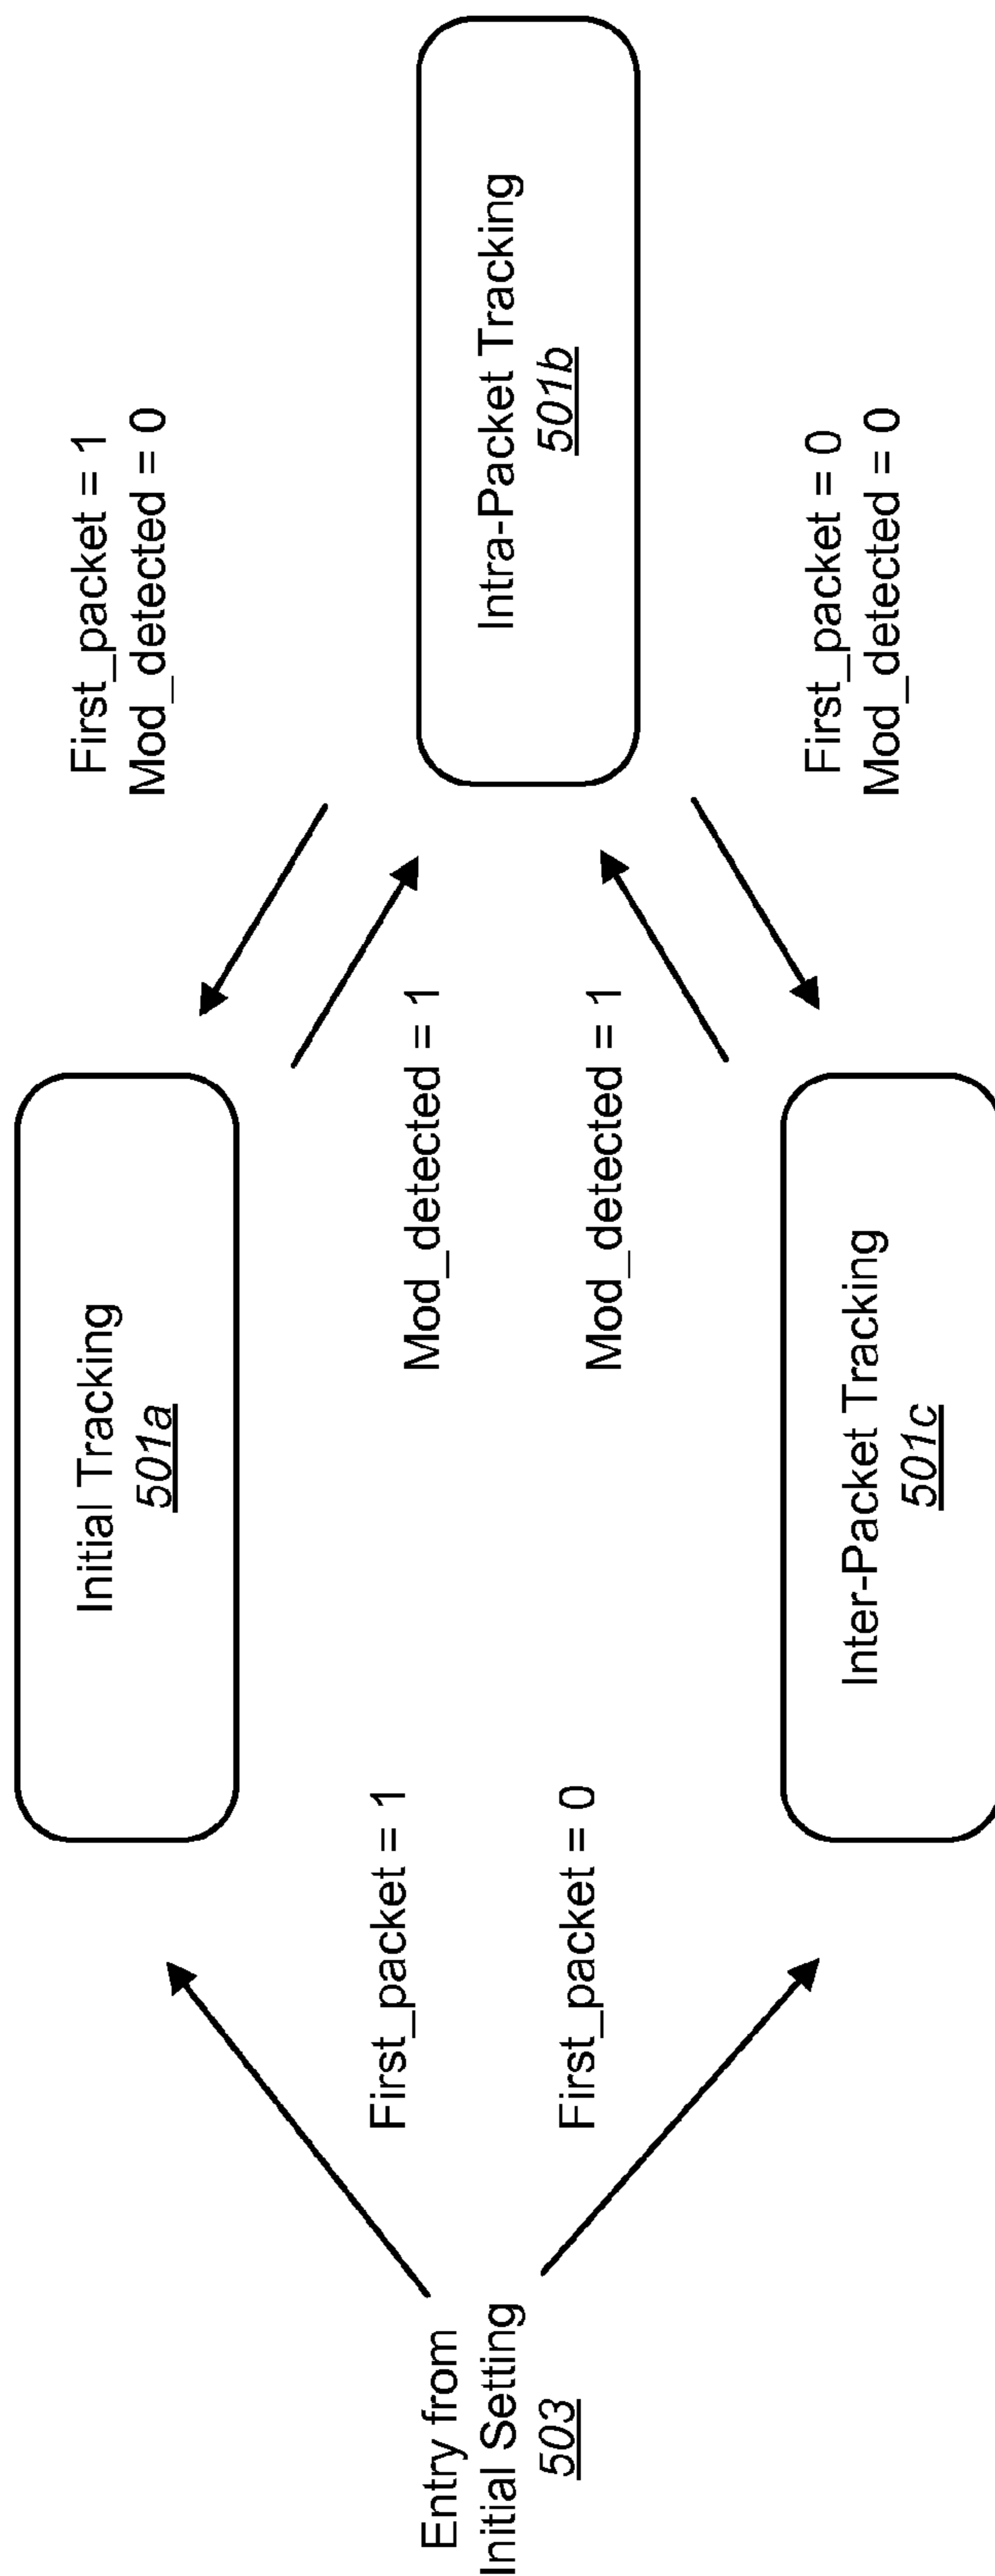 Entry from
Initial Setting
503
First_packet = 1
First_packet = 0
Initial Tracking
501a
Inter-Packet Tracking
501c
Mod_detected = 1
Mod_detected = 1
First_packet = 1
Mod_detected = 0
Intra-Packet Tracking
501b
First_packet = 0
Mod_detected = 0